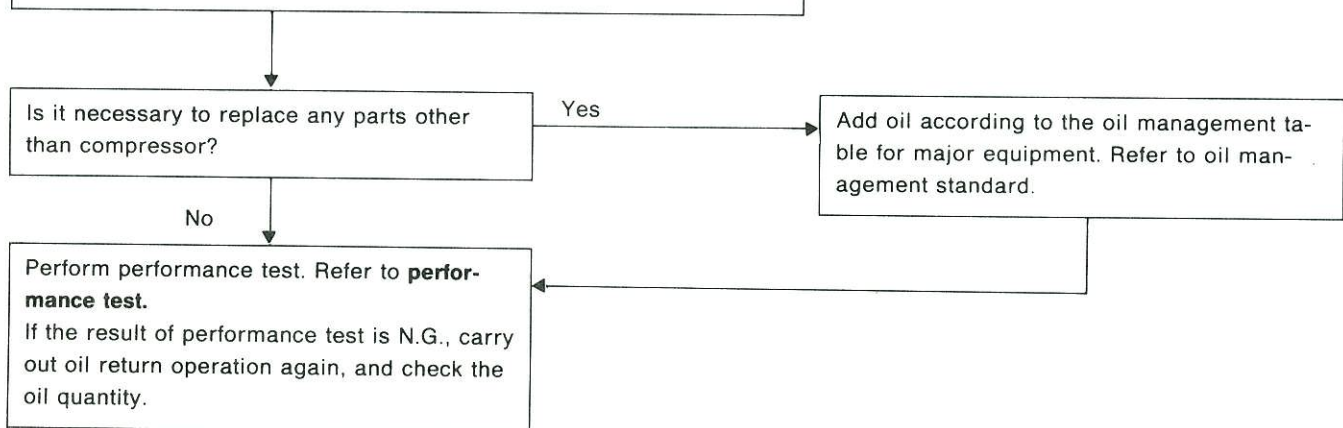 Is it necessary to replace any parts other
than compressor?
Yes
Add oil according to the oil management ta-
ble for major equipment. Refer to oil man-
agement standard.
No
Perform performance test. Refer to perfor-
mance test.
If the result of performance test is N.G., carry
out oil return operation again, and check the
oil quantity.